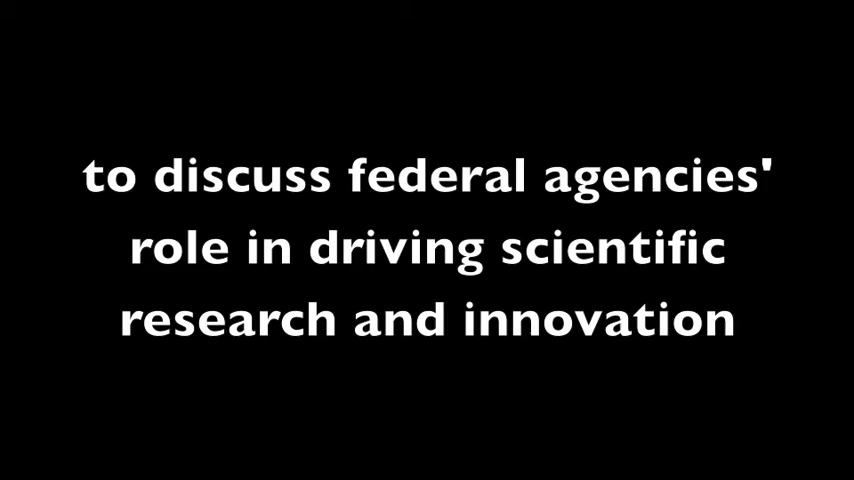 to discuss federal agencies'
role in driving scientific
research and innovation